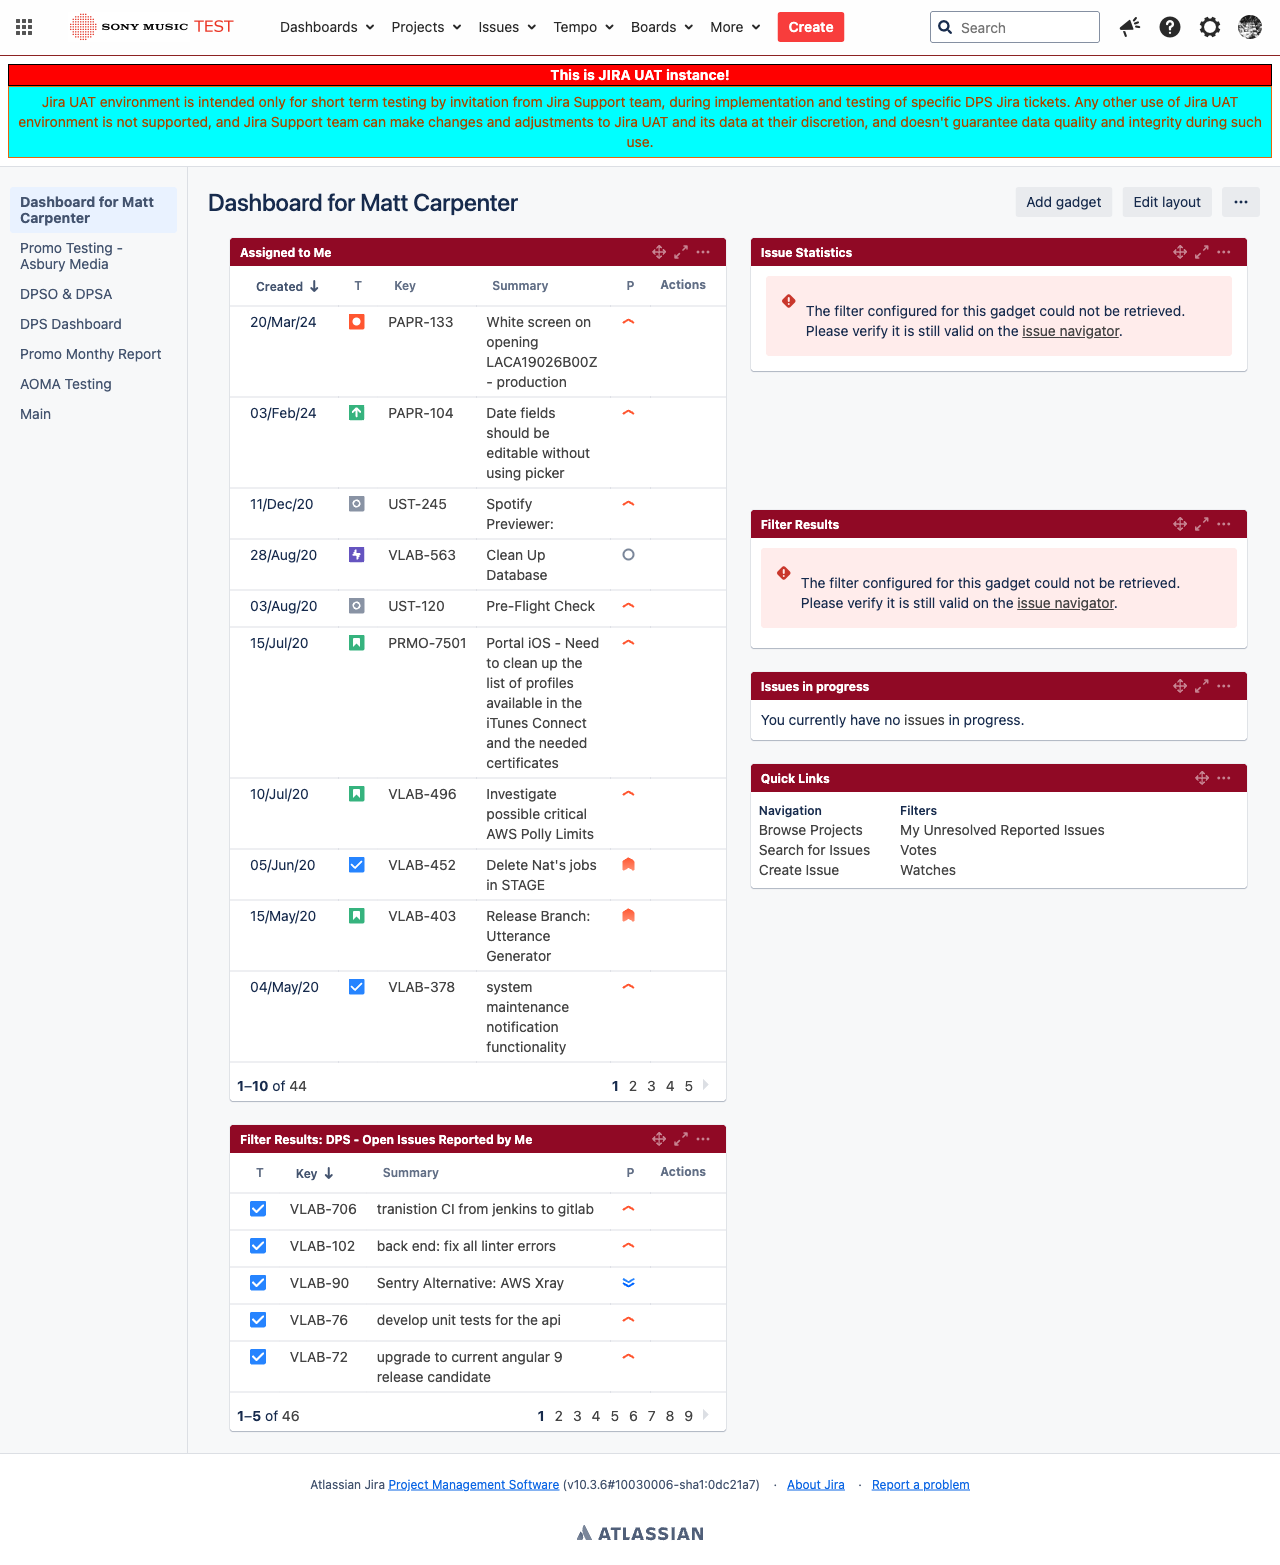 SONY MUSIC TEST Dashboards Projects Issues Tempo Boards More Create Search
This is JIRA UAT instance!
Jira UAT environment is intended only for short term testing by invitation from Jira Support team, during implementation and testing of specific DPS Jira tickets. Any other use of Jira UAT
environment is not supported, and Jira Support team can make changes and adjustments to Jira UAT and its data at their discretion, and doesn't guarantee data quality and integrity during such
use.
Dashboard for Matt
Carpenter
Promo Testing -
Asbury Media
DPSO & DPSA
DPS Dashboard
Promo Monthy Report
AOMA Testing
Main
Dashboard for Matt Carpenter
Add gadget Edit layout
Assigned to Me
Created T Key Summary P Actions
20/Mar/24 PAPR-133 White screen on
opening
LACA19026B00Z
- production
03/Feb/24 PAPR-104 Date fields
should be
editable without
using picker
11/Dec/20 UST-245 Spotify
Previewer:
28/Aug/20 VLAB-563 Clean Up
Database
03/Aug/20 UST-120 Pre-Flight Check
15/Jul/20 PRMO-7501 Portal iOS - Need
to clean up the
list of profiles
available in the
iTunes Connect
and the needed
certificates
10/Jul/20 VLAB-496 Investigate
possible critical
AWS Polly Limits
05/Jun/20 VLAB-452 Delete Nat's jobs
in STAGE
15/May/20 VLAB-403 Release Branch:
Utterance
Generator
04/May/20 VLAB-378 system
maintenance
notification
functionality
1–10 of 44 1 2 3 4 5
Filter Results: DPS - Open Issues Reported by Me
T Key Summary P Actions
VLAB-706 tranistion CI from jenkins to gitlab
VLAB-102 back end: fix all linter errors
VLAB-90 Sentry Alternative: AWS Xray
VLAB-76 develop unit tests for the api
VLAB-72 upgrade to current angular 9
release candidate
1–5 of 46 1 2 3 4 5 6 7 8 9
Issue Statistics
The filter configured for this gadget could not be retrieved.
Please verify it is still valid on the issue navigator.
Filter Results
The filter configured for this gadget could not be retrieved.
Please verify it is still valid on the issue navigator.
Issues in progress
You currently have no issues in progress.
Quick Links
Navigation Filters
Browse Projects My Unresolved Reported Issues
Search for Issues Votes
Create Issue Watches
Atlassian Jira Project Management Software (v10.3.6#10030006-sha1:0dc21a7) · About Jira · Report a problem
ATLASSIAN